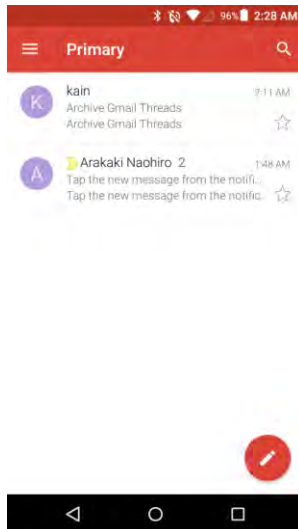 96% 2:28 AM
Primary
K
kain 2:11 AM
Archive Gmail Threads
Archive Gmail Threads
A
Arakaki Naohiro 2 1:48 AM
Tap the new message from the notifi...
Tap the new message from the notific